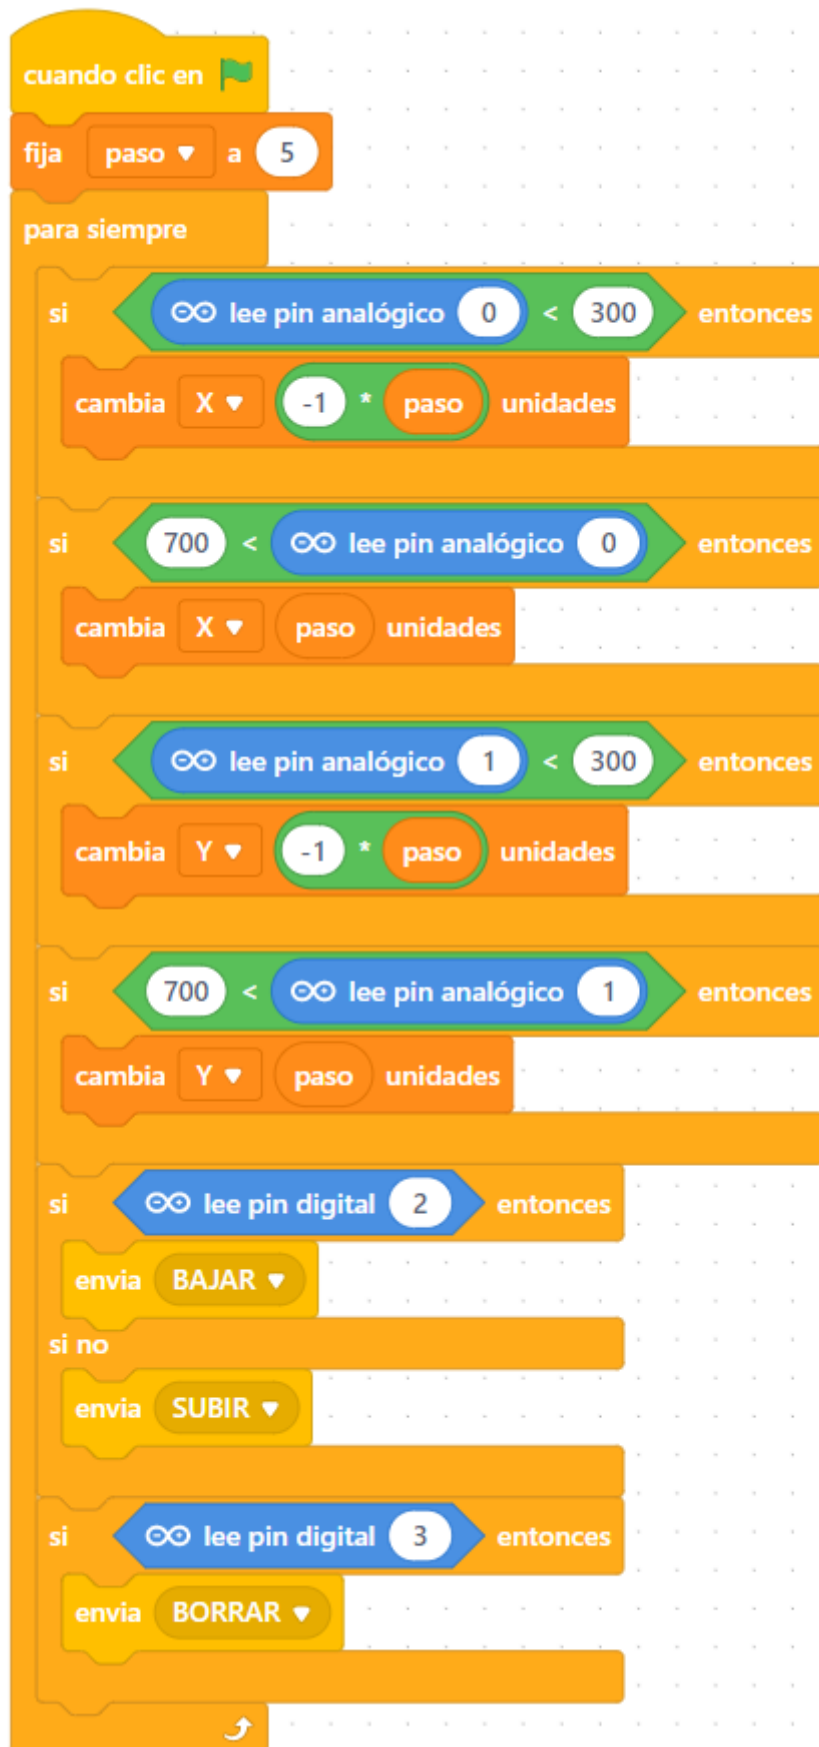 cuando clic en
fija paso a 5
para siempre
si lee pin analógico 0 < 300 entonces
cambia X -1 * paso unidades
si 700 < lee pin analógico 0 entonces
cambia X paso unidades
si lee pin analógico 1 < 300 entonces
cambia Y -1 * paso unidades
si 700 < lee pin analógico 1 entonces
cambia Y paso unidades
si lee pin digital 2 entonces
envia BAJAR
si no
envia SUBIR
si lee pin digital 3 entonces
envia BORRAR